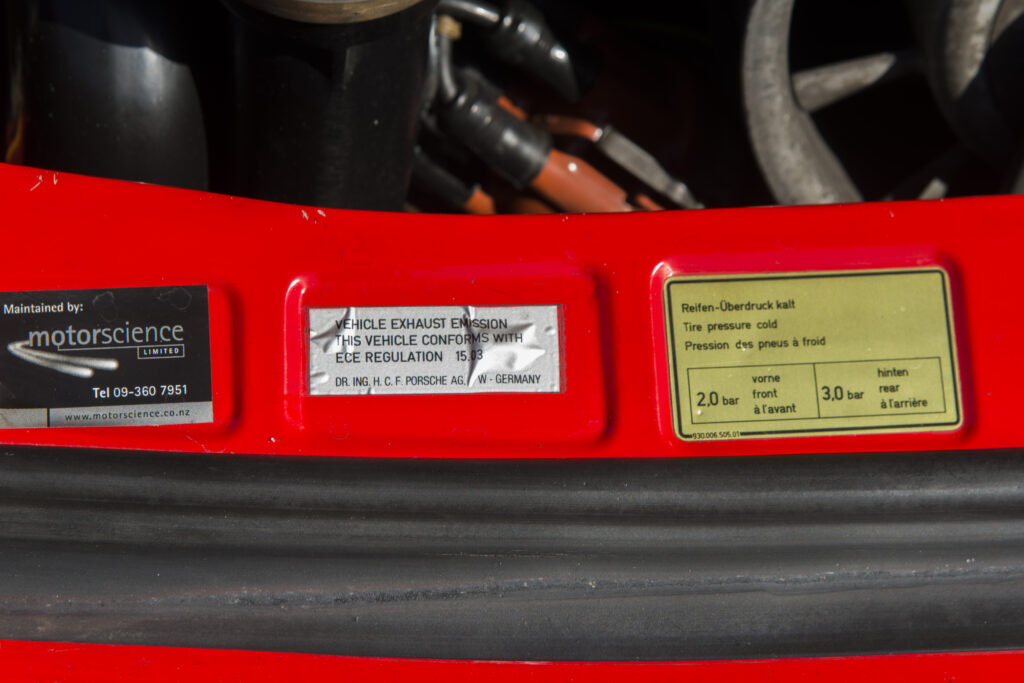 Maintained by:
motorscience
LIMITED
Tel 09-360 7951
www.motorscience.co.nz
VEHICLE EXHAUST EMISSION
THIS VEHICLE CONFORMS WITH
ECE REGULATION 15.03
DR. ING. H. C. F. PORSCHE AG, W - GERMANY
Reifen-Überdruck kalt
Tire pressure cold
Pression des pneus à froid
2,0 bar
vorne
front
à l'avant
3,0 bar
hinten
rear
à l'arrière
930.006.505.01